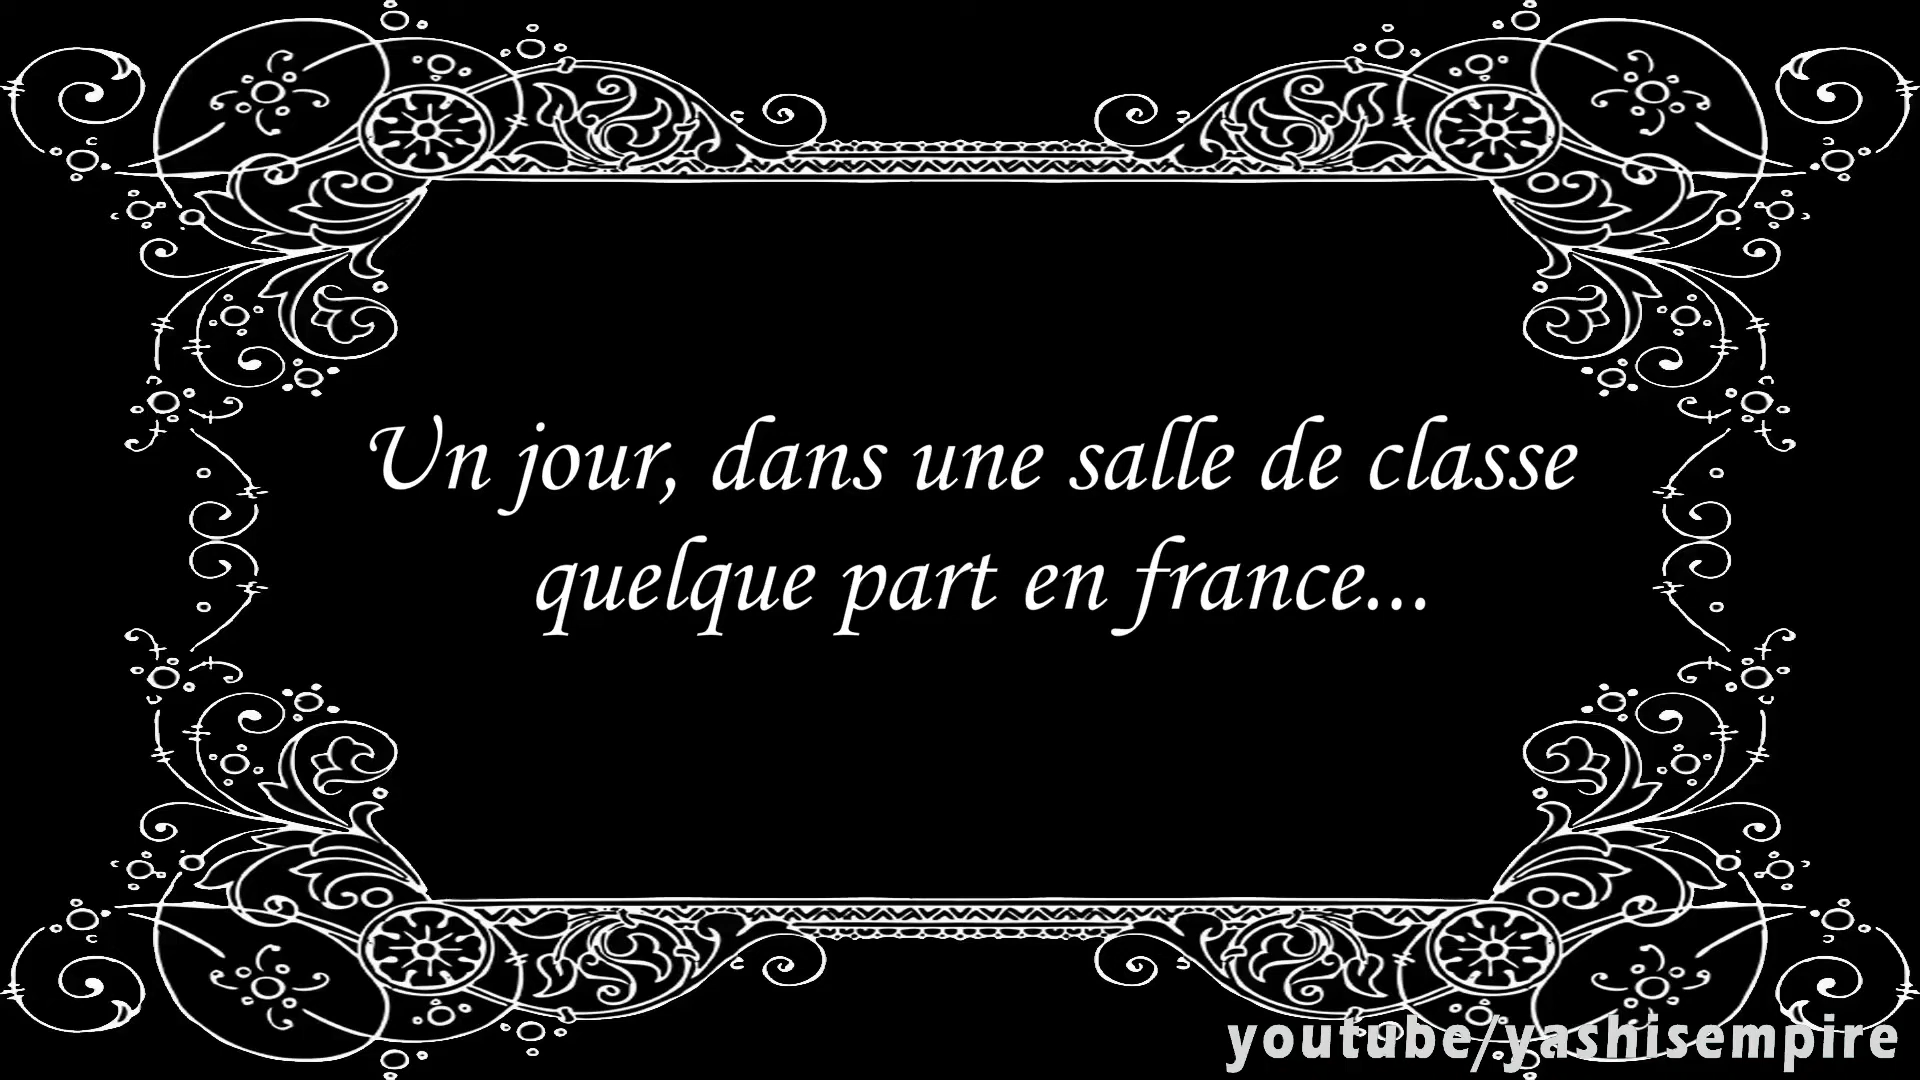 Un jour, dans une salle de classe
quelque part en france...
youtube/yashisempire